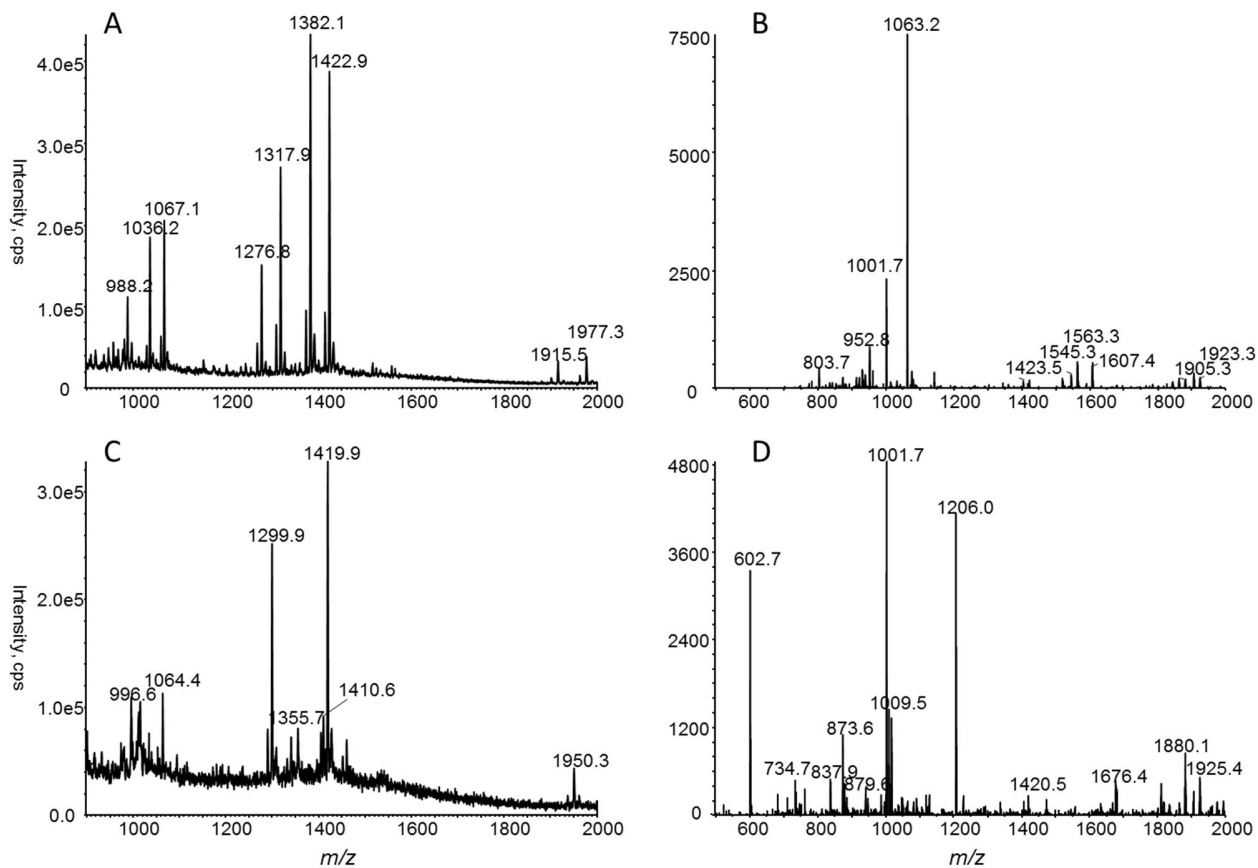 A
Intensity, cps
4.0e5
3.0e5
2.0e5
1.0e5
0
1382.1
1422.9
1317.9
1067.1
1036.2
1276.8
988.2
1977.3
1915.5
1000 1200 1400 1600 1800 2000
B
7500
5000
2500
0
1063.2
1001.7
952.8
803.7
1563.3
1545.3
1607.4
1423.5
1923.3
1905.3
600 800 1000 1200 1400 1600 1800 2000
C
Intensity, cps
3.0e5
2.0e5
1.0e5
0.0
1419.9
1299.9
1064.4
996.6
1410.6
1355.7
1950.3
1000 1200 1400 1600 1800 2000
m/z
D
4800
3600
2400
1200
0.0
1001.7
1206.0
602.7
1009.5
873.6
734.7
837.9
879.6
1880.1
1925.4
1676.4
1420.5
600 800 1000 1200 1400 1600 1800 2000
m/z